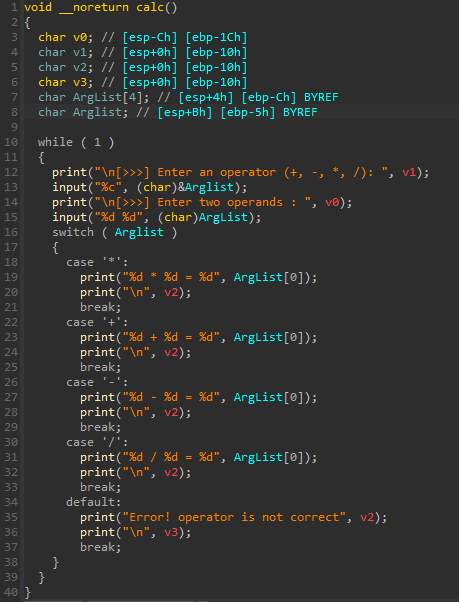 1 void __noreturn calc()
2 {
3   char v0; // [esp-Ch] [ebp-1Ch]
4   char v1; // [esp+0h] [ebp-10h]
5   char v2; // [esp+0h] [ebp-10h]
6   char v3; // [esp+0h] [ebp-10h]
7   char ArgList[4]; // [esp+4h] [ebp-Ch] BYREF
8   char Arglist; // [esp+Bh] [ebp-5h] BYREF
9
10   while ( 1 )
11   {
12     print("\n[>>>] Enter an operator (+, -, *, /): ", v1);
13     input("%c", (char)&Arglist);
14     print("\n[>>>] Enter two operands : ", v0);
15     input("%d %d", (char)ArgList);
16     switch ( Arglist )
17     {
18       case '*':
19         print("%d * %d = %d", ArgList[0]);
20         print("\n", v2);
21         break;
22       case '+':
23         print("%d + %d = %d", ArgList[0]);
24         print("\n", v2);
25         break;
26       case '-':
27         print("%d - %d = %d", ArgList[0]);
28         print("\n", v2);
29         break;
30       case '/':
31         print("%d / %d = %d", ArgList[0]);
32         print("\n", v2);
33         break;
34       default:
35         print("Error! operator is not correct", v2);
36         print("\n", v3);
37         break;
38     }
39   }
40 }